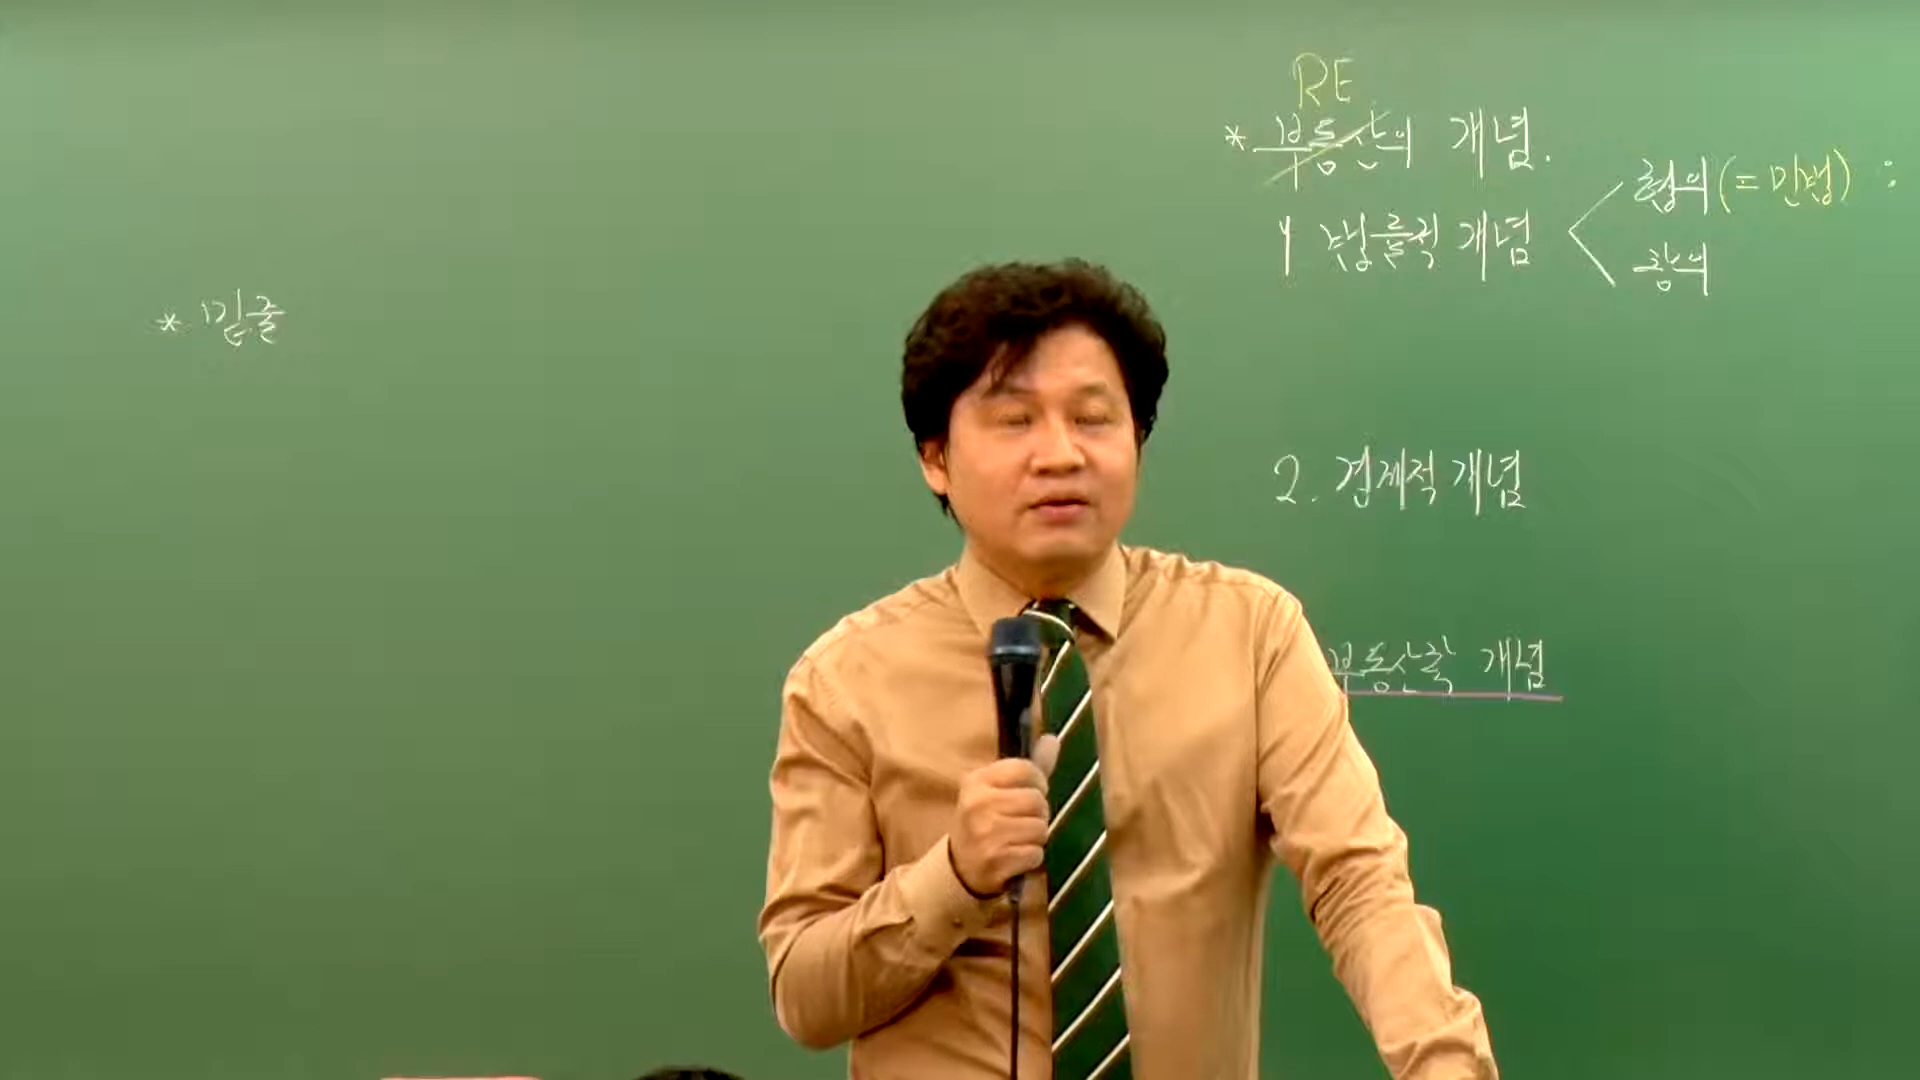 * 밑줄
RE
* 부동산의 개념.
1 법률적 개념
협의(= 민법) :
광의
2. 경제적 개념
부동산학 개념